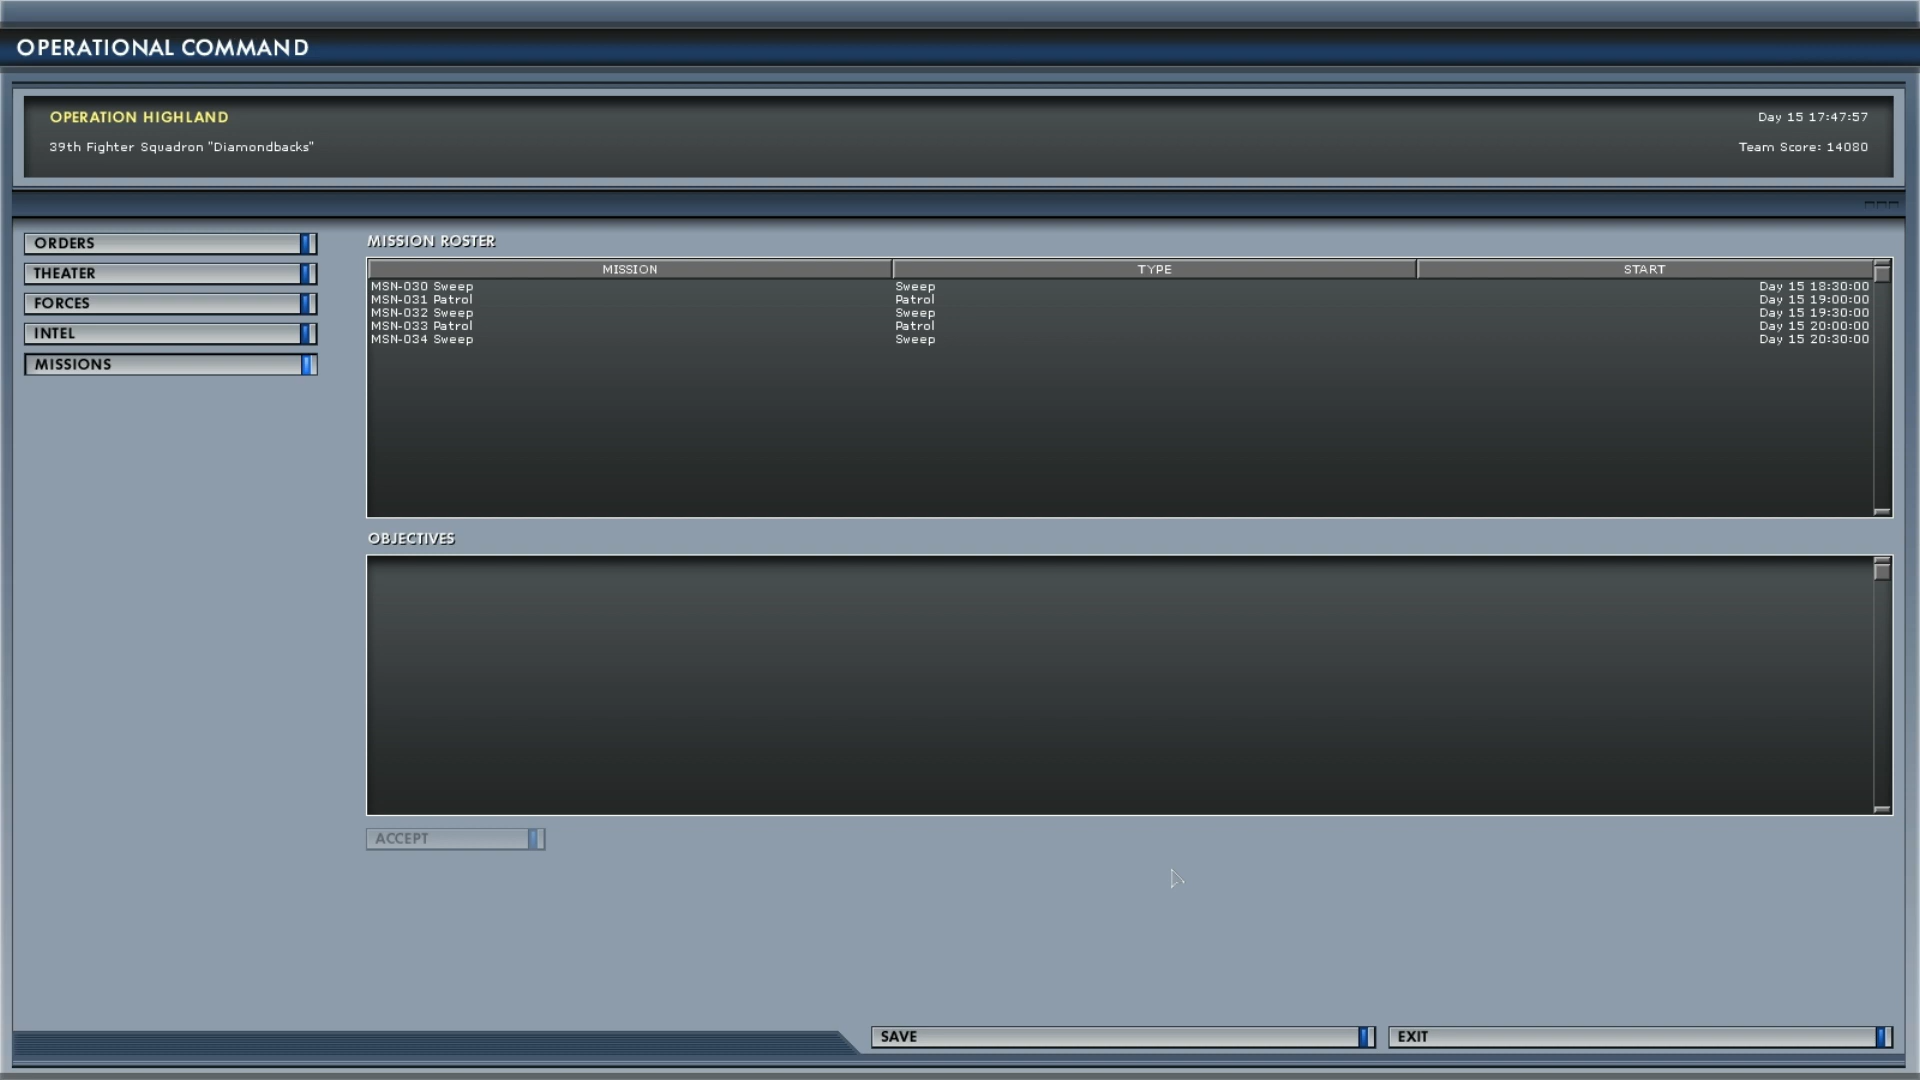 OPERATIONAL COMMAND
OPERATION HIGHLAND
Day 15 17:47:57
39th Fighter Squadron "Diamondbacks"
Team Score: 14080
ORDERS
THEATER
FORCES
INTEL
MISSIONS
MISSION ROSTER
MISSION TYPE START
MSN-030 Sweep Sweep Day 15 18:30:00
MSN-031 Patrol Patrol Day 15 19:00:00
MSN-032 Sweep Sweep Day 15 19:30:00
MSN-033 Patrol Patrol Day 15 20:00:00
MSN-034 Sweep Sweep Day 15 20:30:00
OBJECTIVES
ACCEPT
SAVE
EXIT